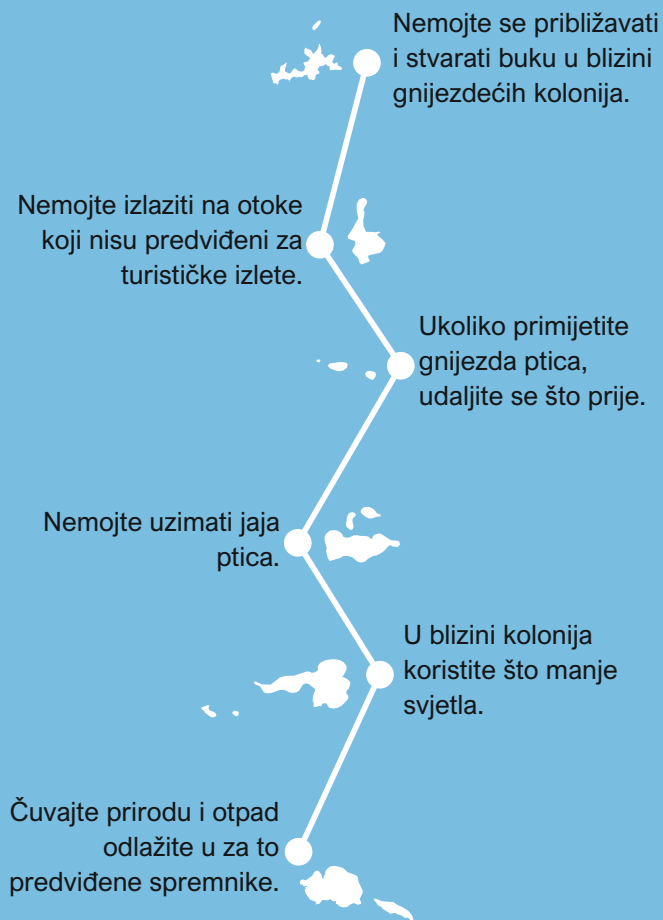 Nemojte se približavati
i stvarati buku u blizini
gnijezdećih kolonija.
Nemojte izlaziti na otoke
koji nisu predviđeni za
turističke izlete.
Ukoliko primijetite
gnijezda ptica,
udaljite se što prije.
Nemojte uzimati jaja
ptica.
U blizini kolonija
koristite što manje
svjetla.
Čuvajte prirodu i otpad
odlažite u za to
predviđene spremnike.